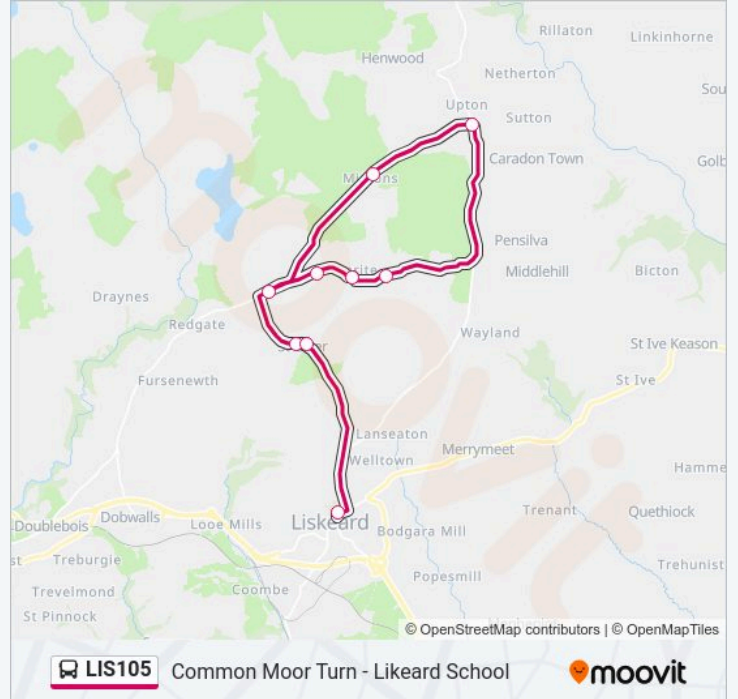 Rillaton
Linkinhorne
Henwood
Netherton
Sou
Upton
Sutton
Caradon Town
Golb
Pensilva
Middlehill
Bicton
Draynes
Redgate
Wayland
St Ive Keason
St Ive
Fursenewth
Lanseaton
Merrymeet
Welltown
Hamme
Trenant
Quethiock
Liskeard
Doublebois
Dobwalls
Looe Mills
Bodgara Mill
st
Treburgie
Trehunist
Popesmill
Trevelmond
Coombe
St Pinnock
© OpenStreetMap contributors | © OpenMapTiles
LIS105 Common Moor Turn - Likeard School
moovit